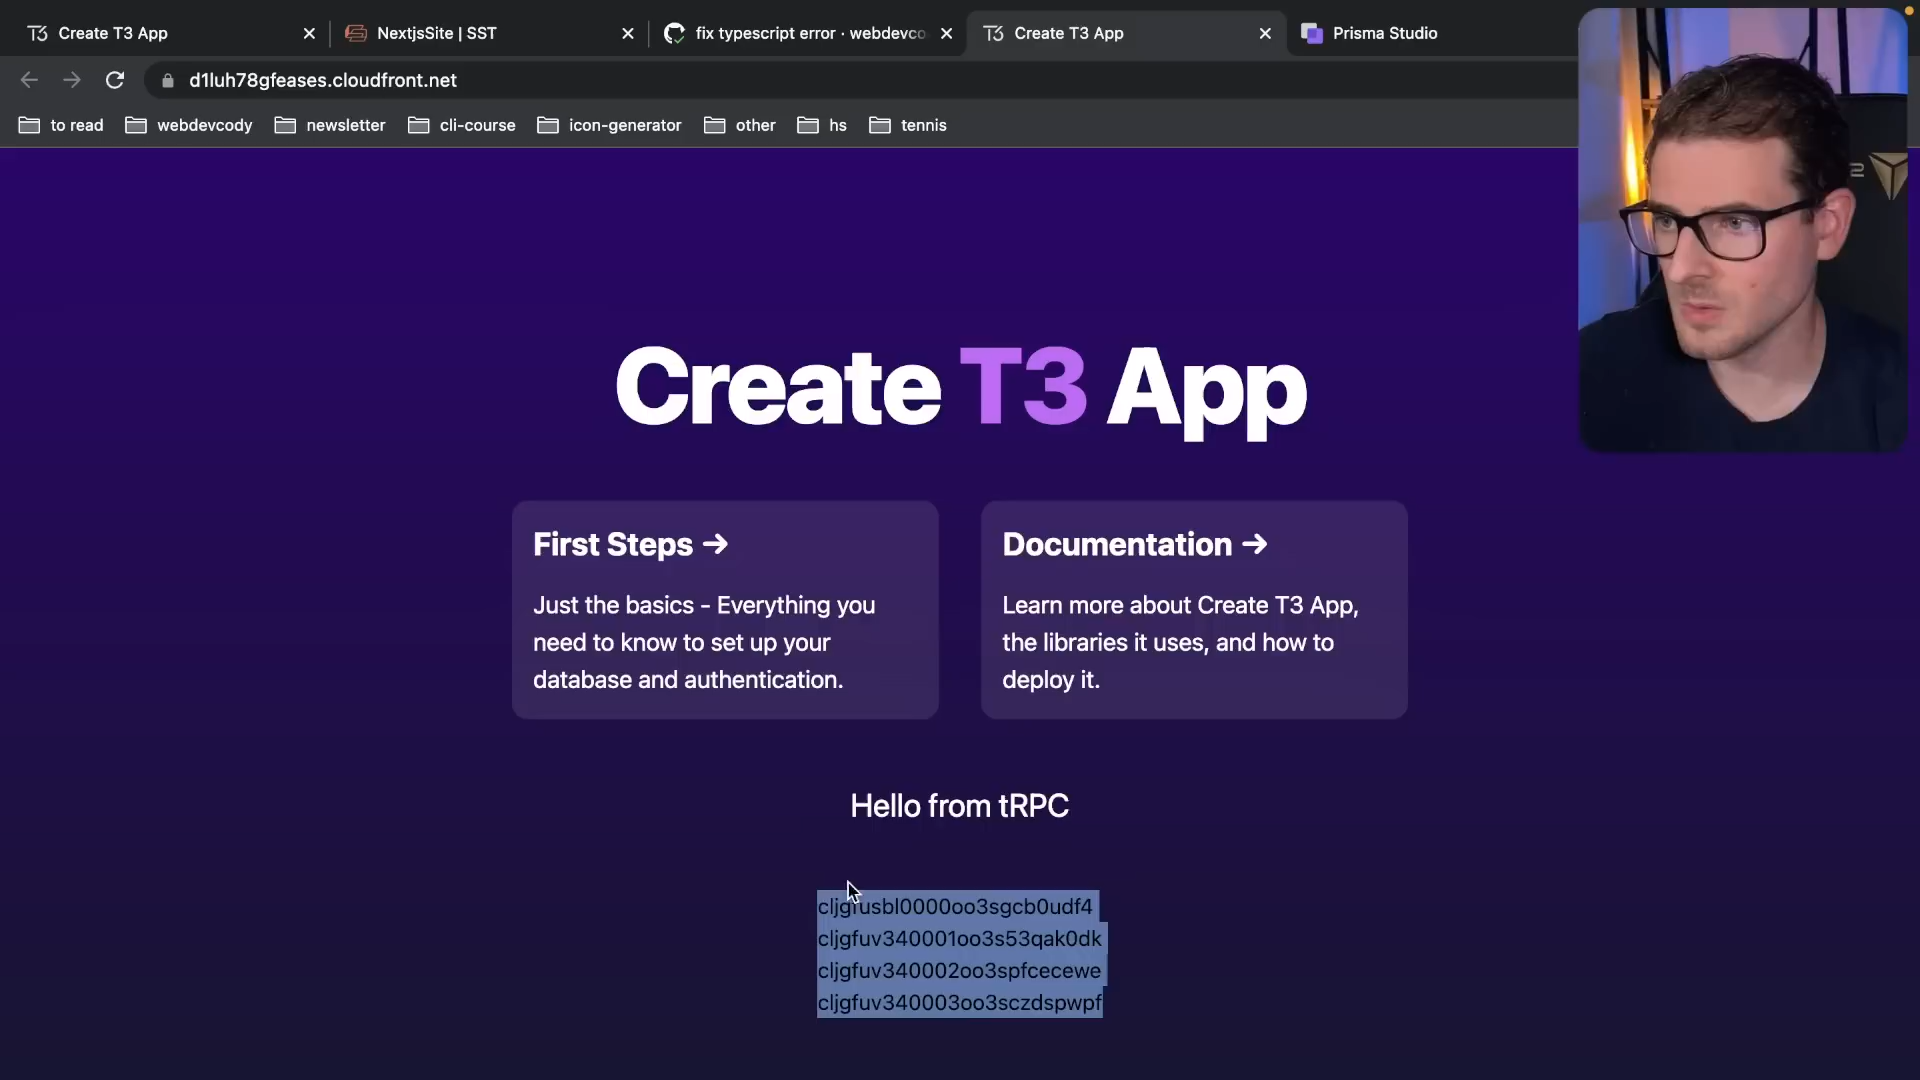 Create T3 App
NextjsSite | SST
fix typescript error · webdevco
Create T3 App
Prisma Studio
d1luh78gfeases.cloudfront.net
to read
webdevcody
newsletter
cli-course
icon-generator
other
hs
tennis
Create T3 App
First Steps →
Just the basics - Everything you
need to know to set up your
database and authentication.
Documentation →
Learn more about Create T3 App,
the libraries it uses, and how to
deploy it.
Hello from tRPC
cljgfusbl0000oo3sgcb0udf4
cljgfuv340001oo3s53qak0dk
cljgfuv340002oo3spfcecewe
cljgfuv340003oo3sczdspwpf